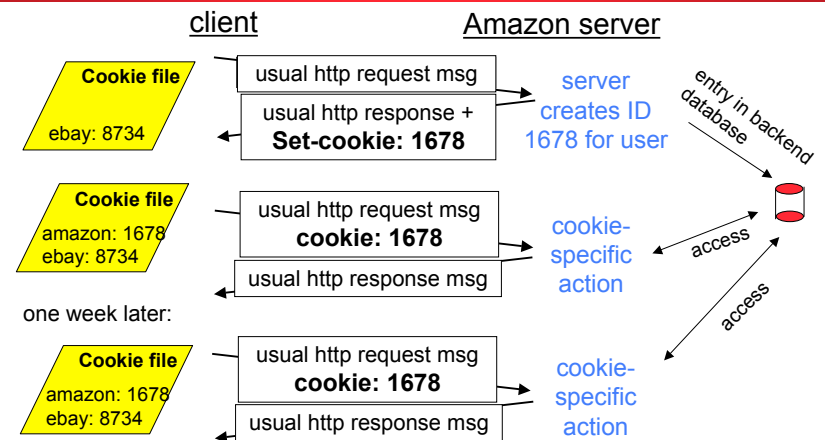 client
Amazon server
Cookie file
ebay: 8734
usual http request msg
usual http response +
Set-cookie: 1678
server
creates ID
1678 for user
entry in backend
database
Cookie file
amazon: 1678
ebay: 8734
usual http request msg
cookie: 1678
usual http response msg
cookie-
specific
action
access
access
one week later:
Cookie file
amazon: 1678
ebay: 8734
usual http request msg
cookie: 1678
usual http response msg
cookie-
specific
action